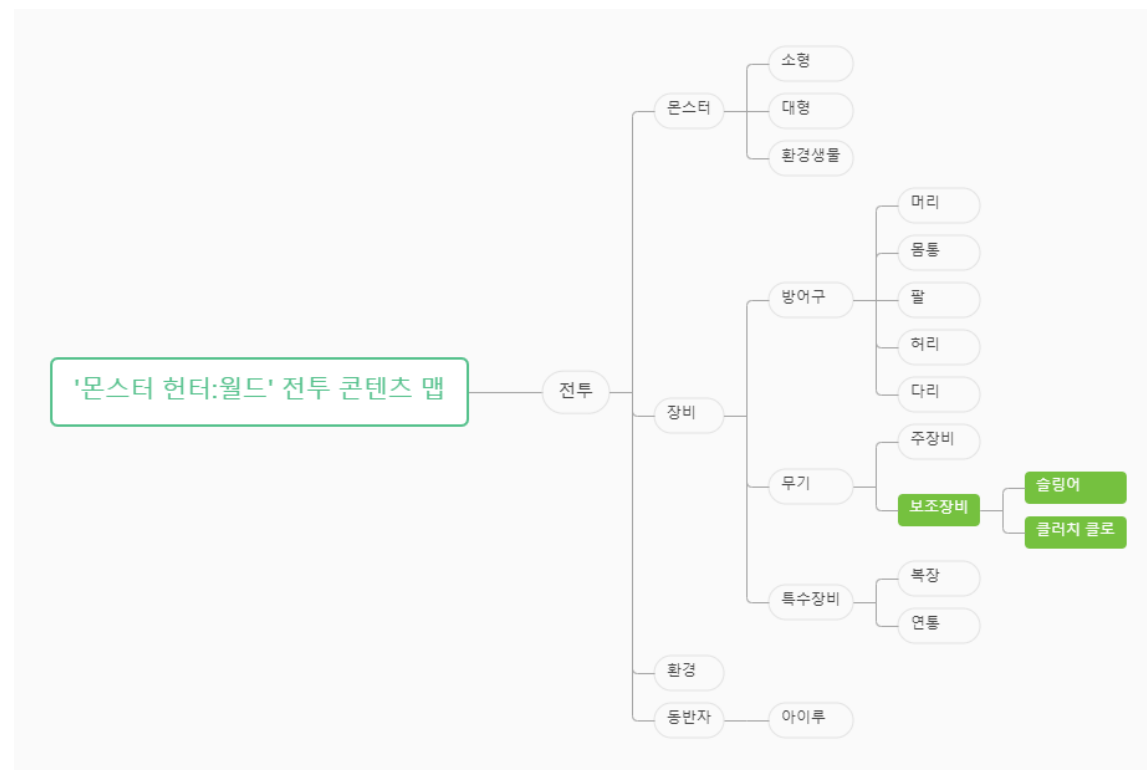 '몬스터 헌터:월드' 전투 콘텐츠 맵
전투
몬스터
소형
대형
환경생물
장비
방어구
머리
몸통
팔
허리
다리
무기
주장비
보조장비
슬링어
클러치 클로
특수장비
복장
연통
환경
동반자
아이루